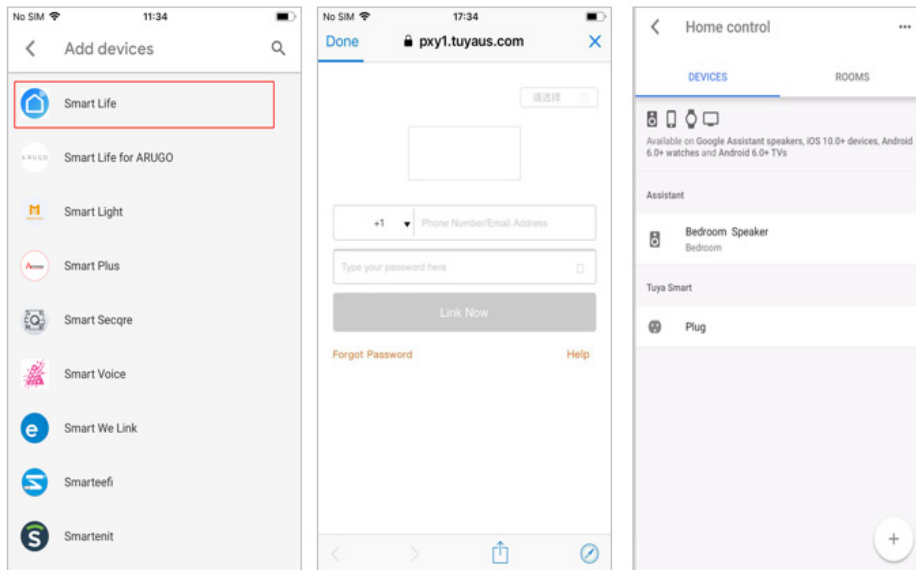 No SIM 11:34
Add devices
Smart Life
ARUGO
Smart Life for ARUGO
Smart Light
Smart Plus
Smart Secqre
Smart Voice
e
Smart We Link
Smarteefi
Smartenit
No SIM 17:34
Done pxy1.tuyaus.com
请选择
+1 Phone Number/Email Address
Type your password here
Link Now
Forgot Password Help
Home control
DEVICES ROOMS
Available on Google Assistant speakers, iOS 10.0+ devices, Android
6.0+ watches and Android 6.0+ TVs
Assistant
Bedroom Speaker
Bedroom
Tuya Smart
Plug